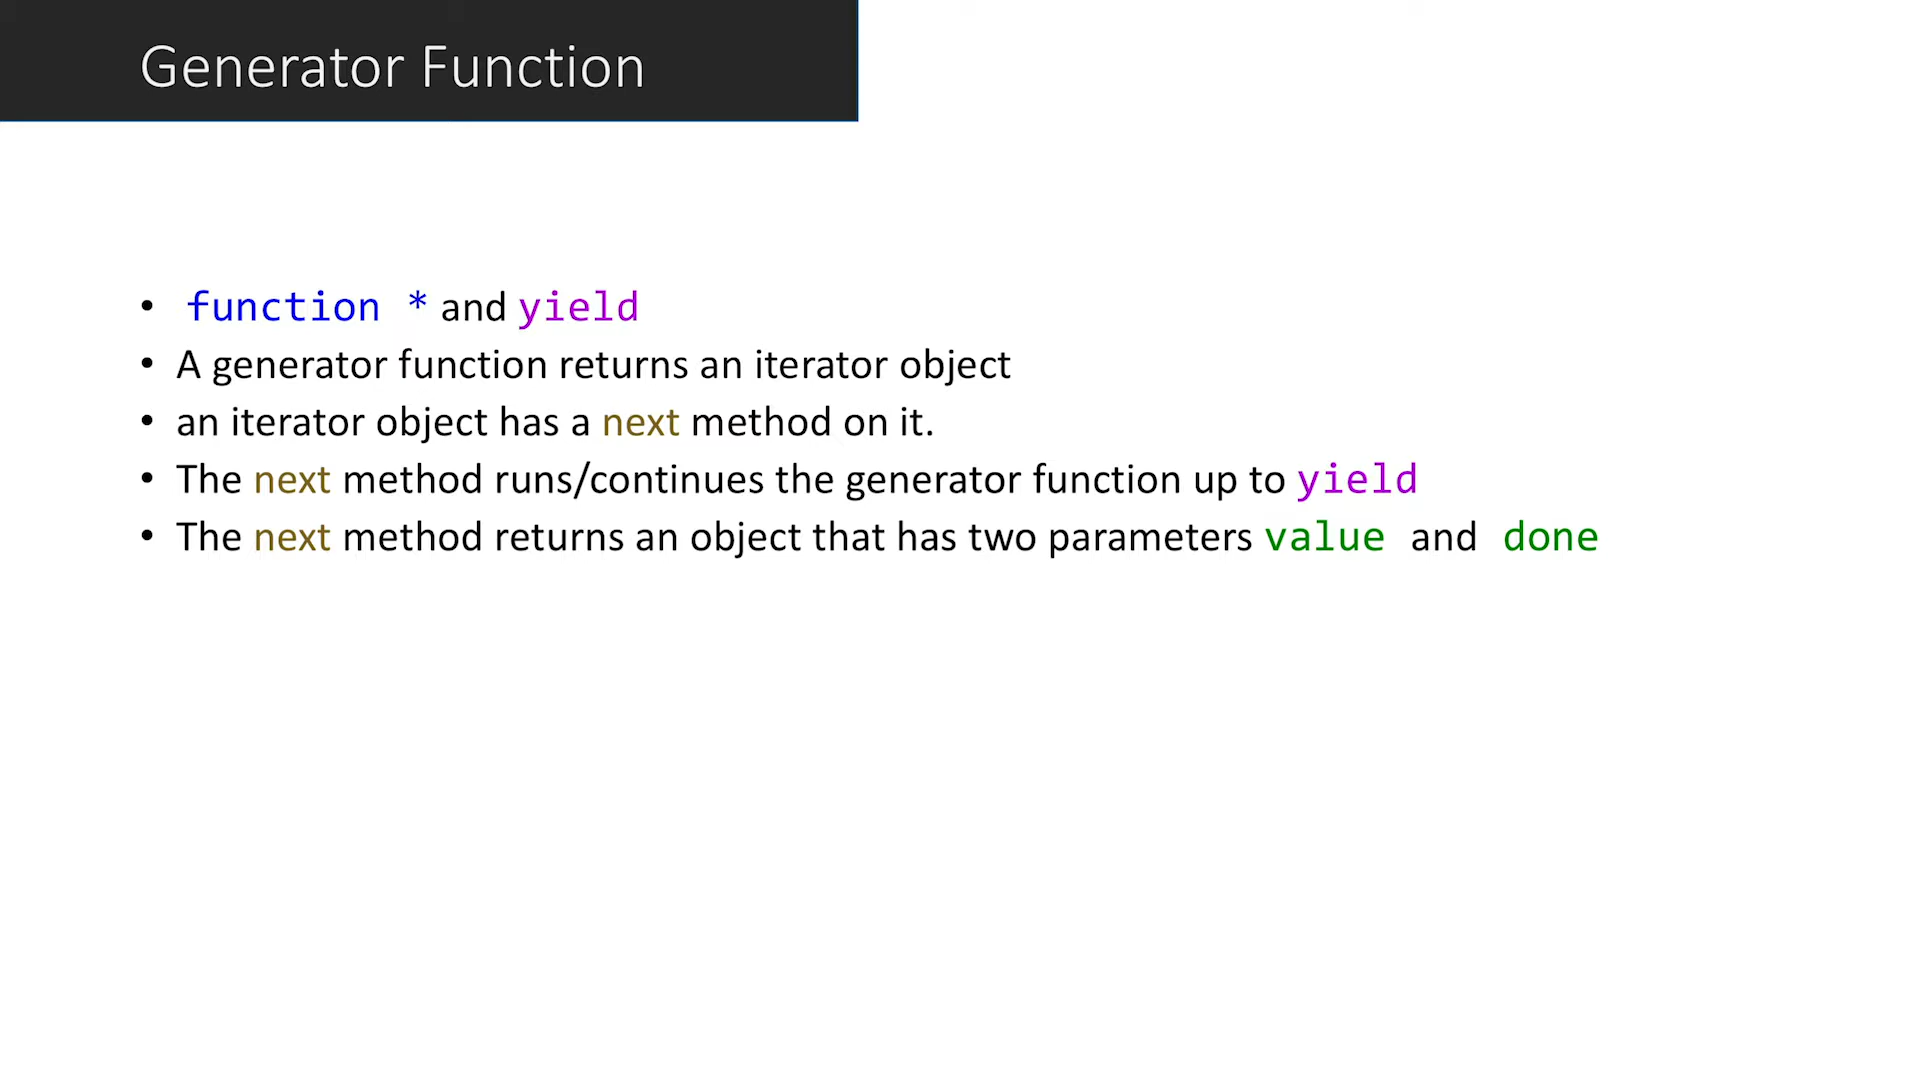 Generator Function
• function * and yield
• A generator function returns an iterator object
• an iterator object has a next method on it.
• The next method runs/continues the generator function up to yield
• The next method returns an object that has two parameters value and done